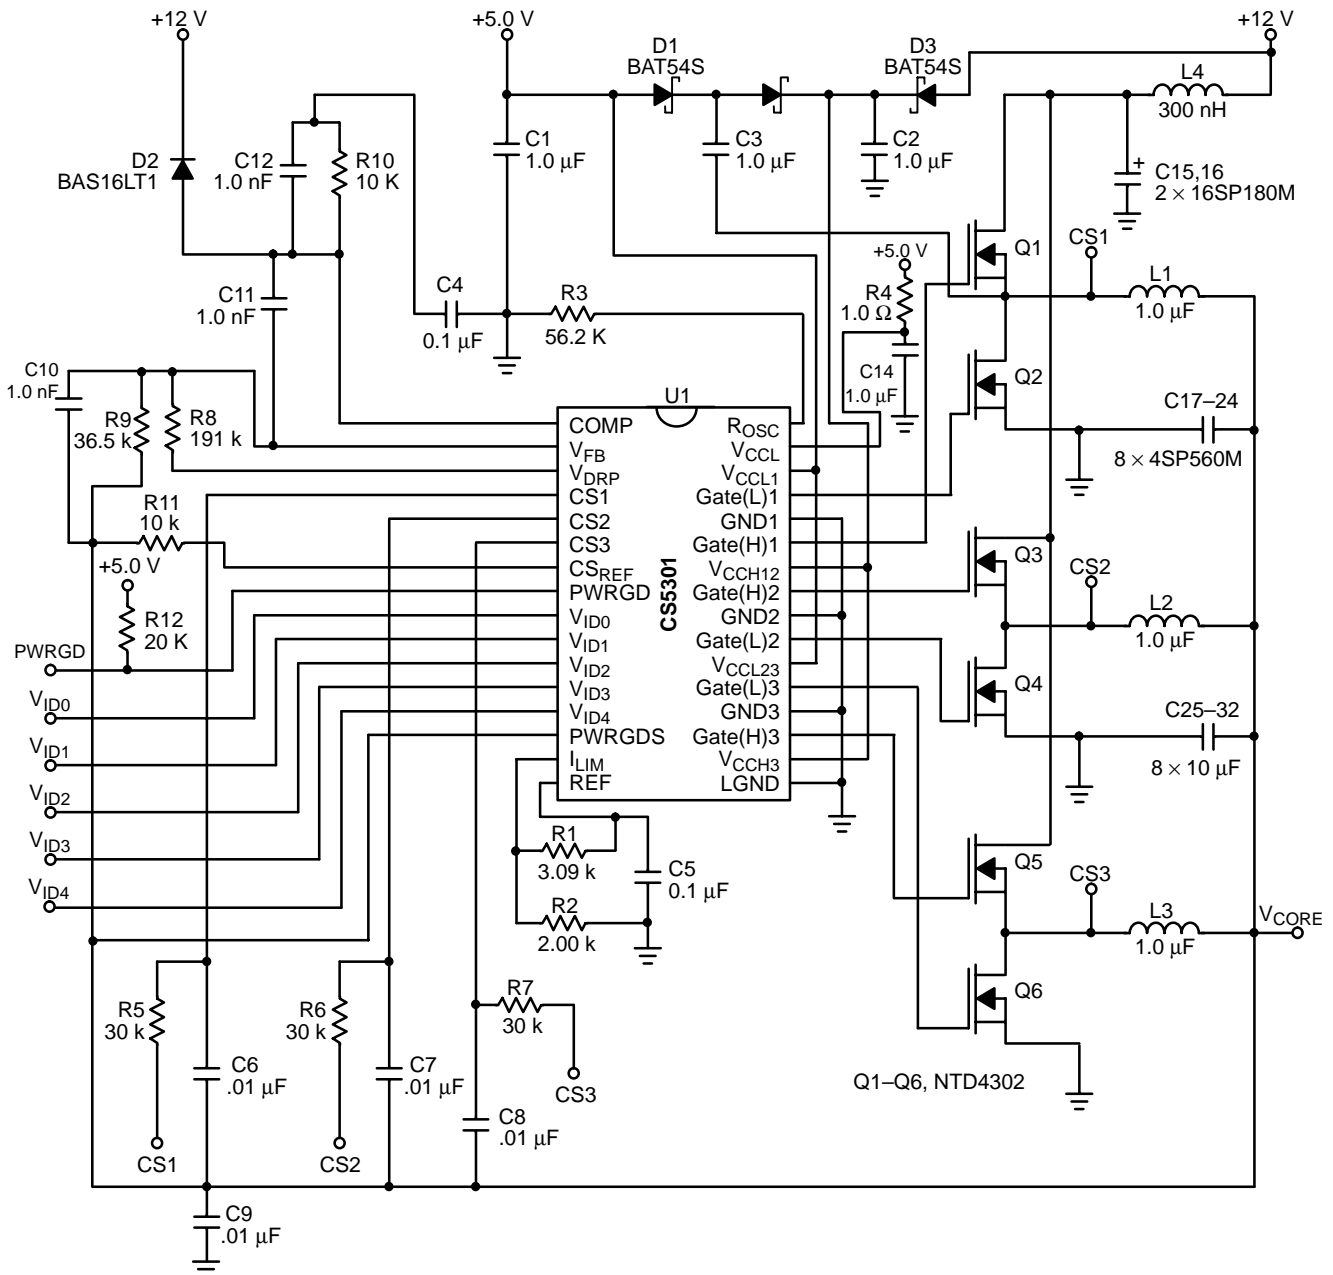 +12 V
+5.0 V
+12 V
D1
BAT54S
D3
BAT54S
L4
300 nH
D2
BAS16LT1
C12
1.0 nF
R10
10 K
C1
1.0 μF
C3
1.0 μF
C2
1.0 μF
C15,16
2 × 16SP180M
+
Q1
CS1
+5.0 V
R4
1.0 Ω
L1
1.0 μF
C11
1.0 nF
C4
0.1 μF
R3
56.2 K
C14
1.0 μF
Q2
C17–24
8 × 4SP560M
C10
1.0 nF
R9
36.5 k
R8
191 k
U1
CS5301
COMP
VFB
VDRP
CS1
CS2
CS3
CSREF
PWRGD
VID0
VID1
VID2
VID3
VID4
PWRGDS
ILIM
REF
ROSC
VCCL
VCCL1
Gate(L)1
GND1
Gate(H)1
VCCH12
Gate(H)2
GND2
Gate(L)2
VCCL23
Gate(L)3
GND3
Gate(H)3
VCCH3
LGND
R11
10 k
+5.0 V
R12
20 K
PWRGD
VID0
VID1
VID2
VID3
VID4
Q3
CS2
L2
1.0 μF
Q4
C25–32
8 × 10 μF
R1
3.09 k
C5
0.1 μF
R2
2.00 k
Q5
CS3
L3
1.0 μF
VCORE
Q6
R5
30 k
R6
30 k
R7
30 k
C6
.01 μF
C7
.01 μF
CS3
C8
.01 μF
Q1–Q6, NTD4302
CS1
CS2
C9
.01 μF